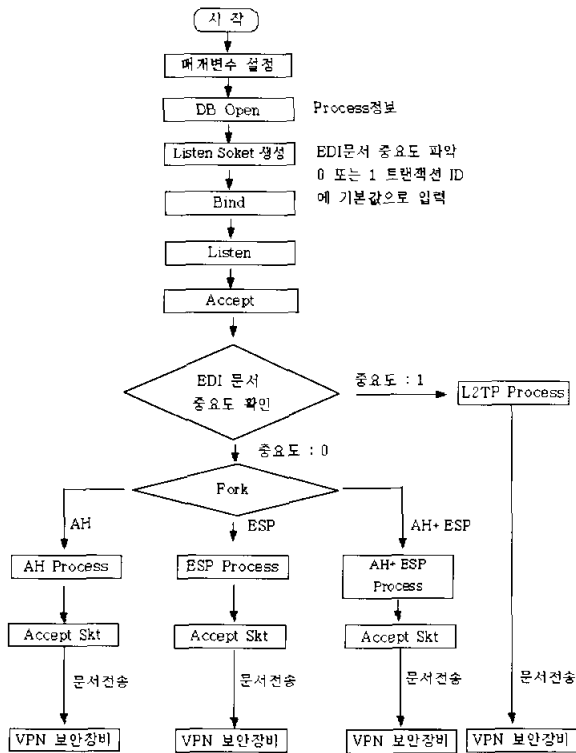 시 작
매개변수 설정
DB Open
Process정보
Listen Soket 생성
EDI문서 중요도 파악
0 또는 1 트랜잭션 ID
에 기본값으로 입력
Bind
Listen
Accept
EDI 문서
중요도 확인
중요도 : 1
L2TP Process
중요도 : 0
Fork
AH
ESP
AH+ ESP
AH Process
ESP Process
AH+ ESP
Process
Accept Skt
Accept Skt
Accept Skt
문서전송
문서전송
문서전송
문서전송
VPN 보안장비
VPN 보안장비
VPN 보안장비
VPN 보안장비